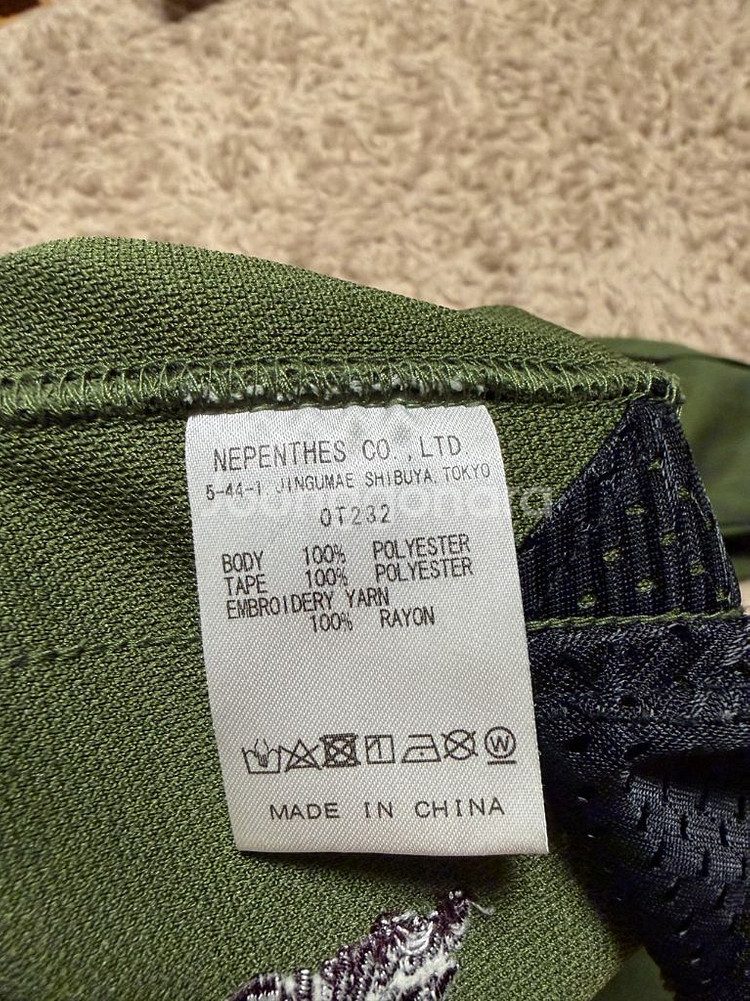 NEPENTHES CO.,LTD.
5-44-1 JINGUMAE SHIBUYA.TOKYO
OT232
BODY 100% POLYESTER
TAPE 100% POLYESTER
EMBROIDERY YARN
100% RAYON
W
MADE IN CHINA